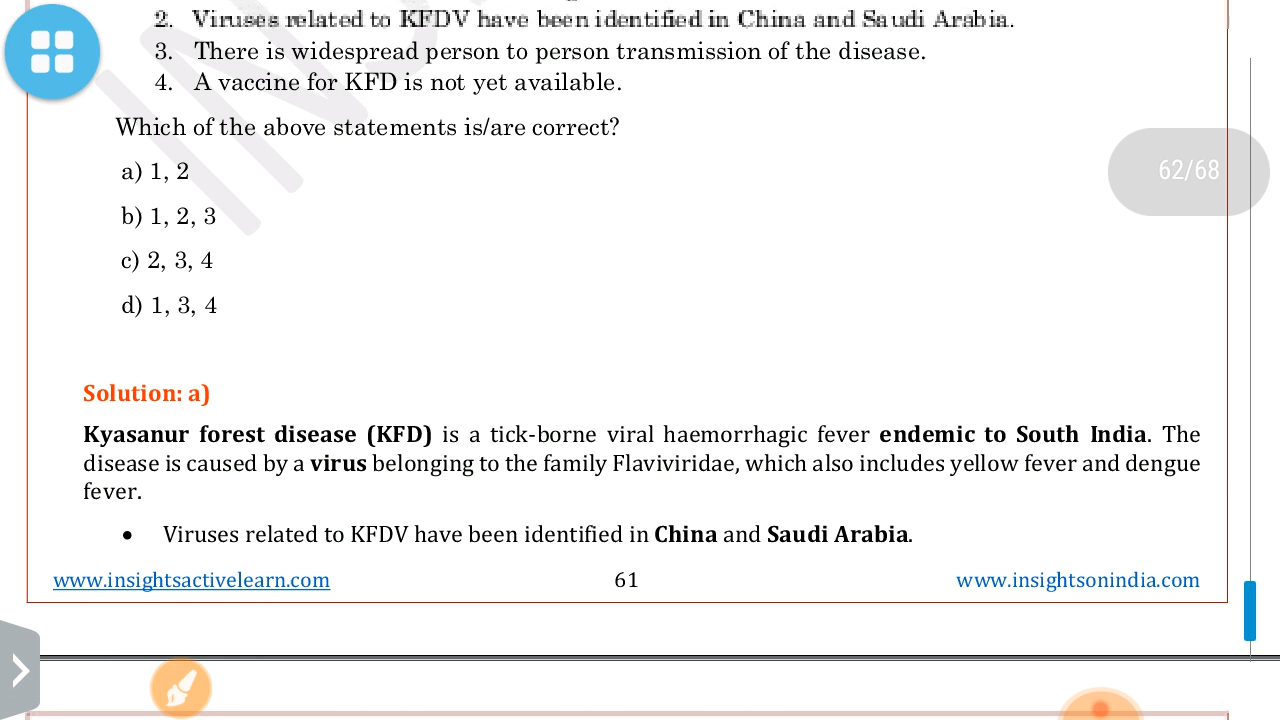 2. Viruses related to KFDV have been identified in China and Saudi Arabia.
3. There is widespread person to person transmission of the disease.
4. A vaccine for KFD is not yet available.
Which of the above statements is/are correct?
62/68
a) 1, 2
b) 1, 2, 3
c) 2, 3, 4
d) 1, 3, 4
Solution: a)
Kyasanur forest disease (KFD) is a tick-borne viral haemorrhagic fever endemic to South India. The
disease is caused by a virus belonging to the family Flaviviridae, which also includes yellow fever and dengue
fever.
• Viruses related to KFDV have been identified in China and Saudi Arabia.
www.insightsactivelearn.com 61 www.insightsonindia.com